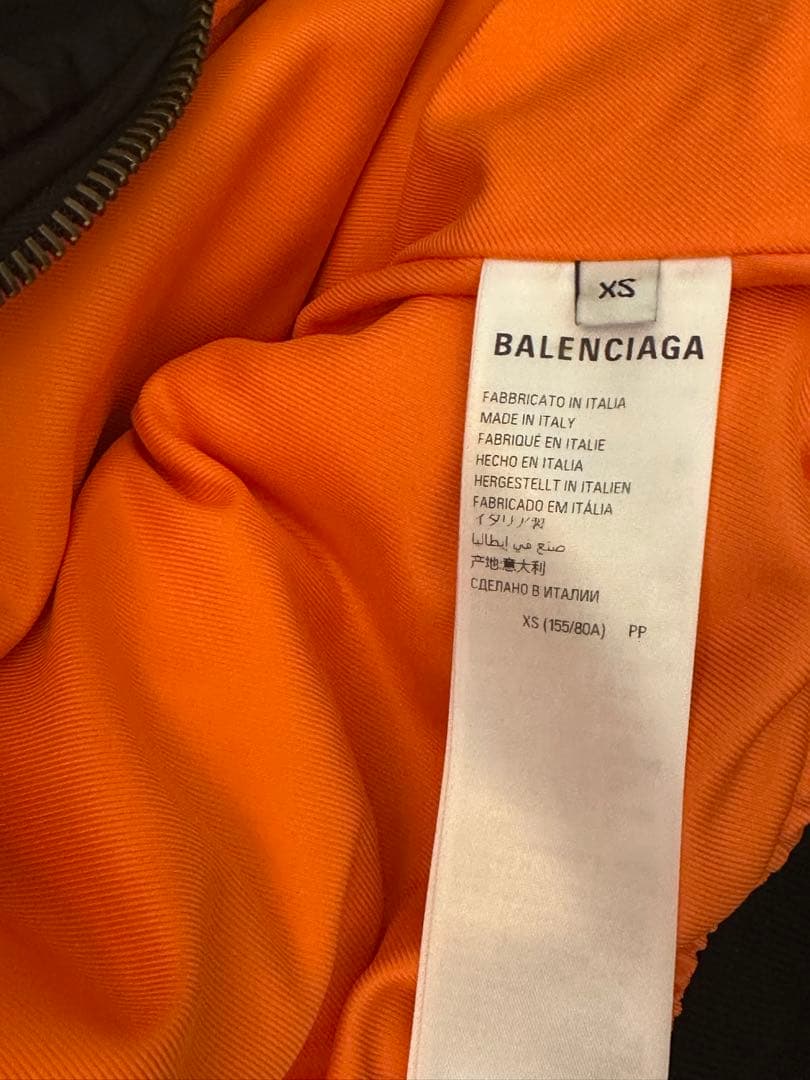 XS
BALENCIAGA
FABBRICATO IN ITALIA
MADE IN ITALY
FABRIQUÉ EN ITALIE
HECHO EN ITALIA
HERGESTELLT IN ITALIEN
FABRICADO EM ITÁLIA
イタリア製
صنع في إيطاليا
产地:意大利
СДЕЛАНО В ИТАЛИИ
XS (155/80A) PP